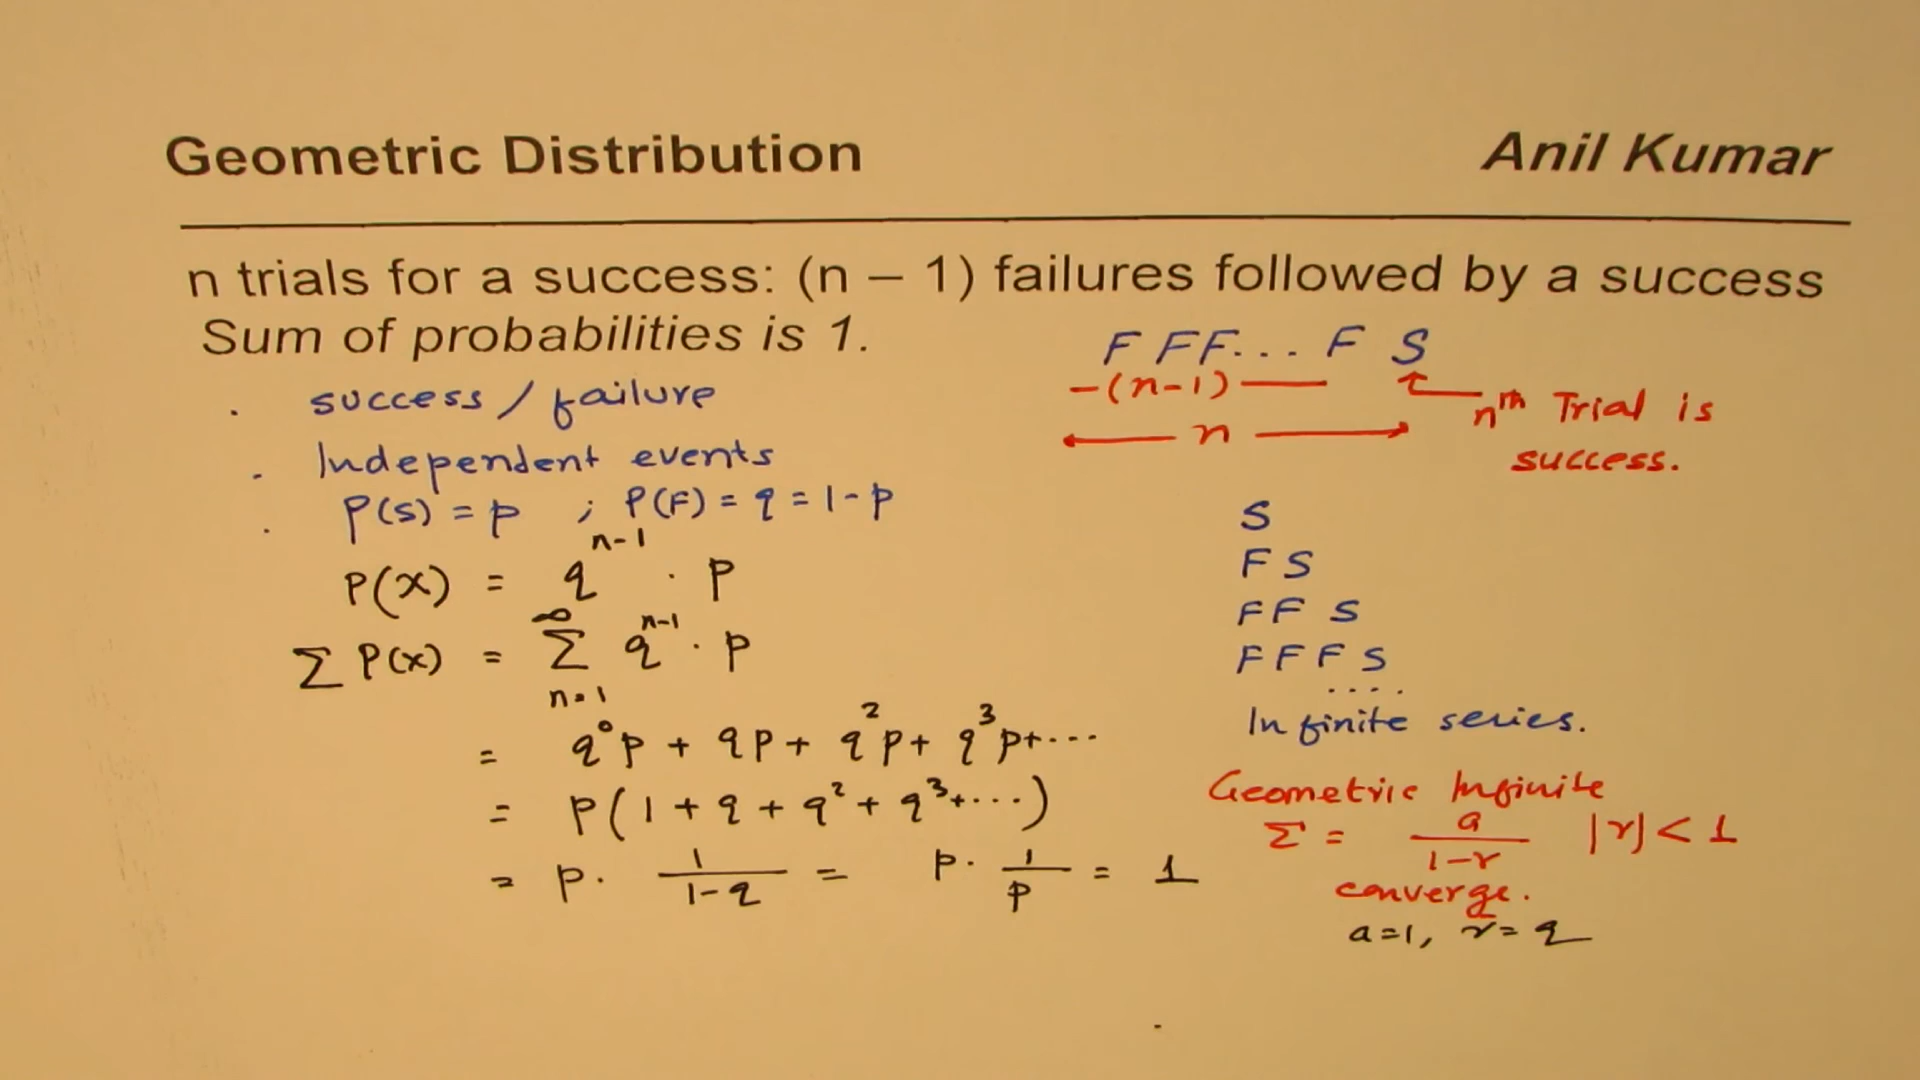 Geometric Distribution
Anil Kumar
n trials for a success: (n – 1) failures followed by a success
Sum of probabilities is 1.
F FF... F S
– (n-1) —
n
nth Trial is
success.
. success / failure
. Independent events
. P(S) = p ; P(F) = q = 1 - p
P(x) = q^(n-1) . p
Σ P(x) = Σ_(n=1)^∞ q^(n-1) . p
= q⁰p + qp + q²p + q³p + ...
= p(1 + q + q² + q³ + ...)
= p . 1/(1-q) = p . 1/p = 1
S
F S
F F S
F F F S
....
Infinite series.
Geometric Infinite
Σ = a/(1-r) |r| < 1
converge.
a=1, r= q